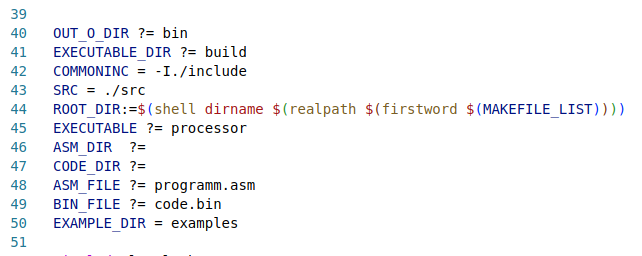 39
40 OUT_O_DIR ?= bin
41 EXECUTABLE_DIR ?= build
42 COMMONINC = -I./include
43 SRC = ./src
44 ROOT_DIR:=$(shell dirname $(realpath $(firstword $(MAKEFILE_LIST))))
45 EXECUTABLE ?= processor
46 ASM_DIR  ?=
47 CODE_DIR ?=
48 ASM_FILE ?= programm.asm
49 BIN_FILE ?= code.bin
50 EXAMPLE_DIR = examples
51